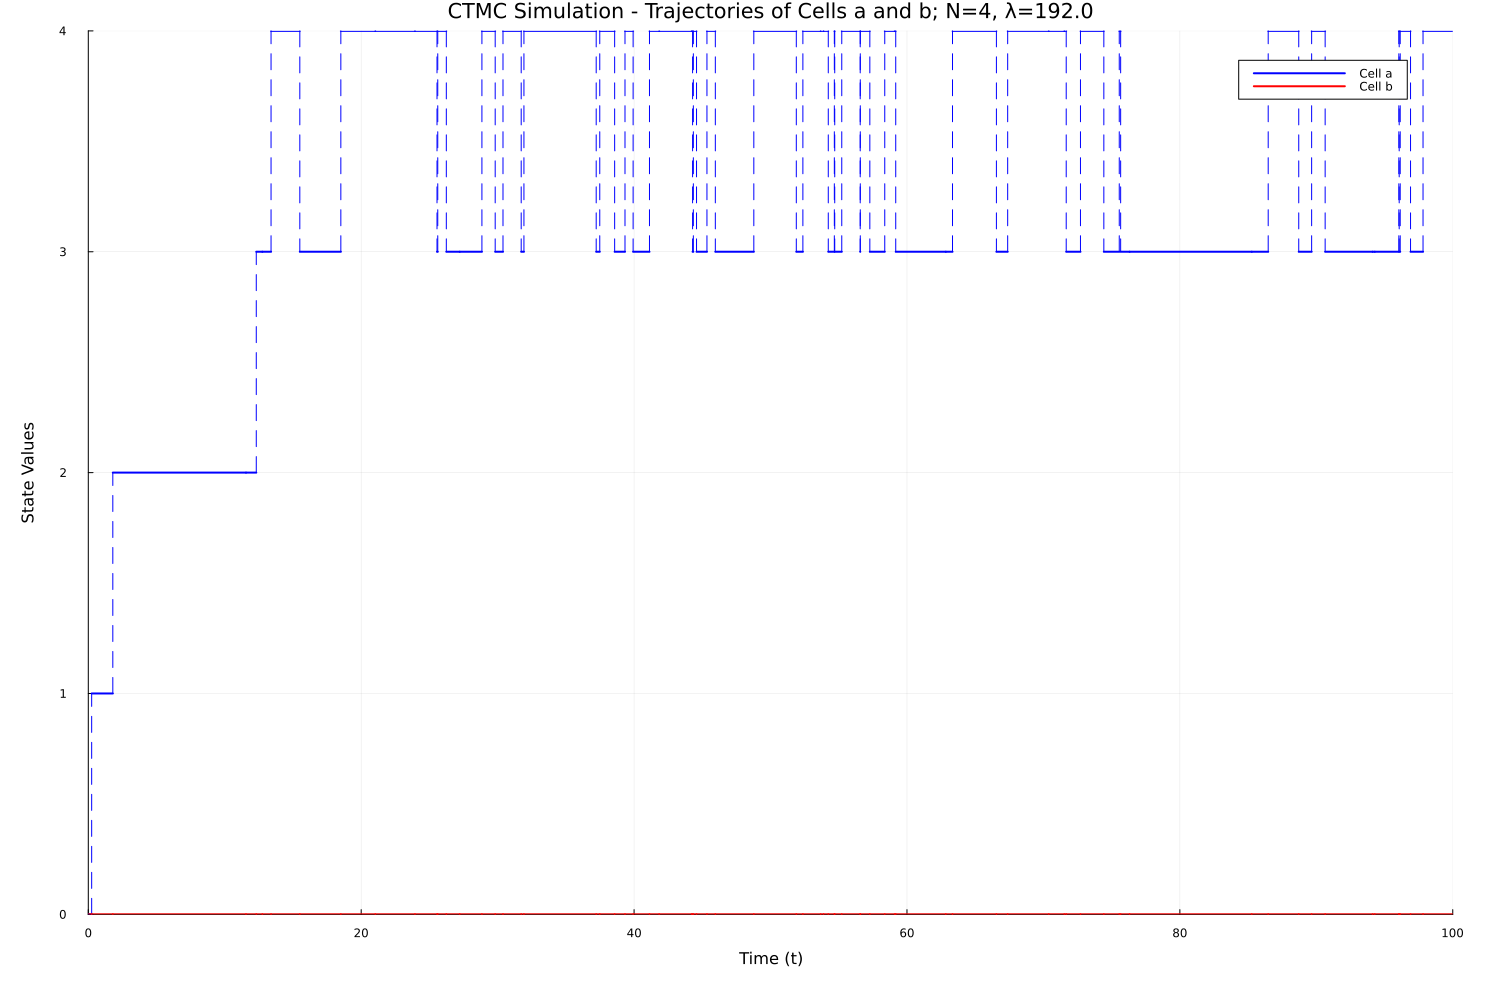 CTMC Simulation - Trajectories of Cells a and b; N=4, λ=192.0
4
Cell a
Cell b
3
State Values
2
1
0
0 20 40 60 80 100
Time (t)